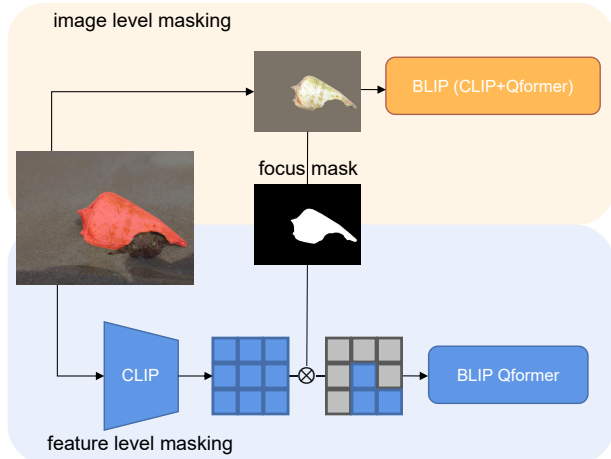 image level masking
BLIP (CLIP+Qformer)
focus mask
CLIP
BLIP Qformer
feature level masking